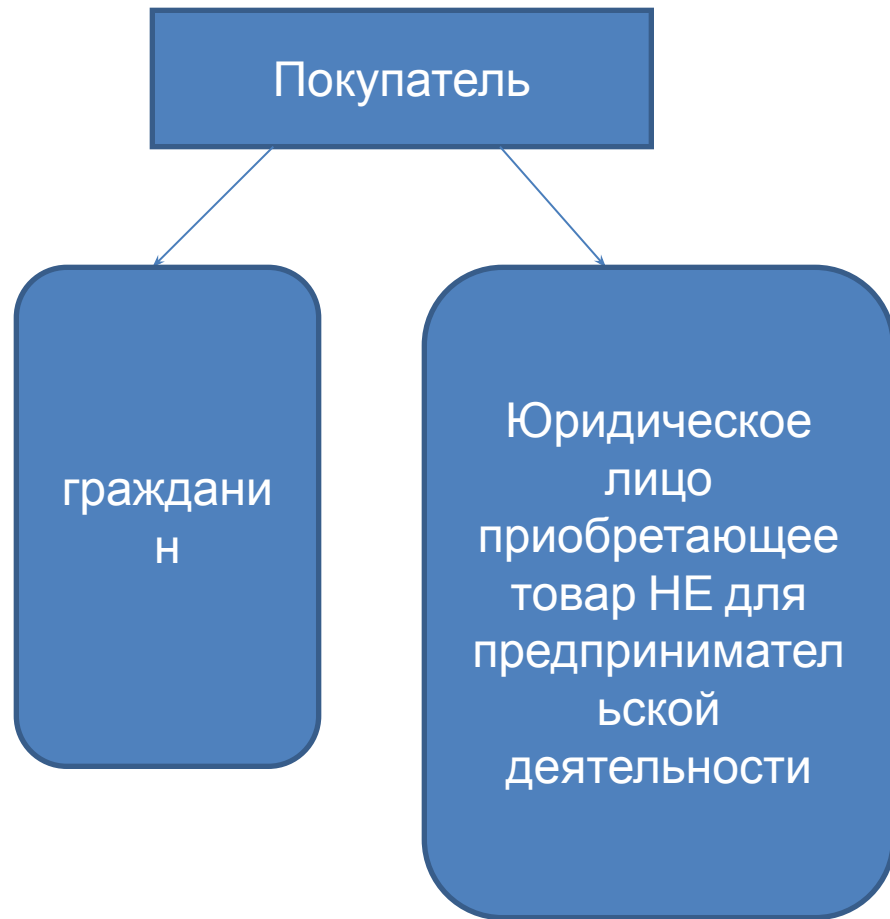 Покупатель
граждани
н
Юридическое
лицо
приобретающее
товар НЕ для
предпринимател
ьской
деятельности